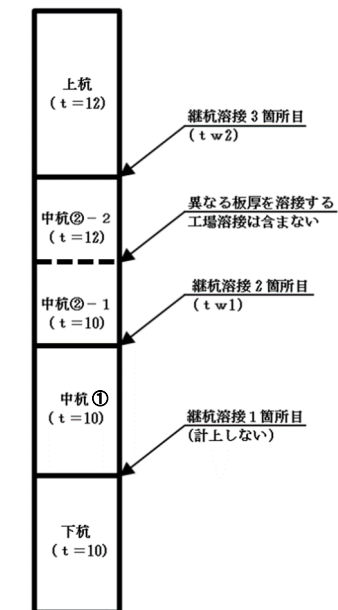 上杭
(t=12)
継杭溶接3箇所目
(tw2)
中杭②-2
(t=12)
異なる板厚を溶接する
工場溶接は含まない
中杭②-1
(t=10)
継杭溶接2箇所目
(tw1)
中杭①
(t=10)
継杭溶接1箇所目
(計上しない)
下杭
(t=10)